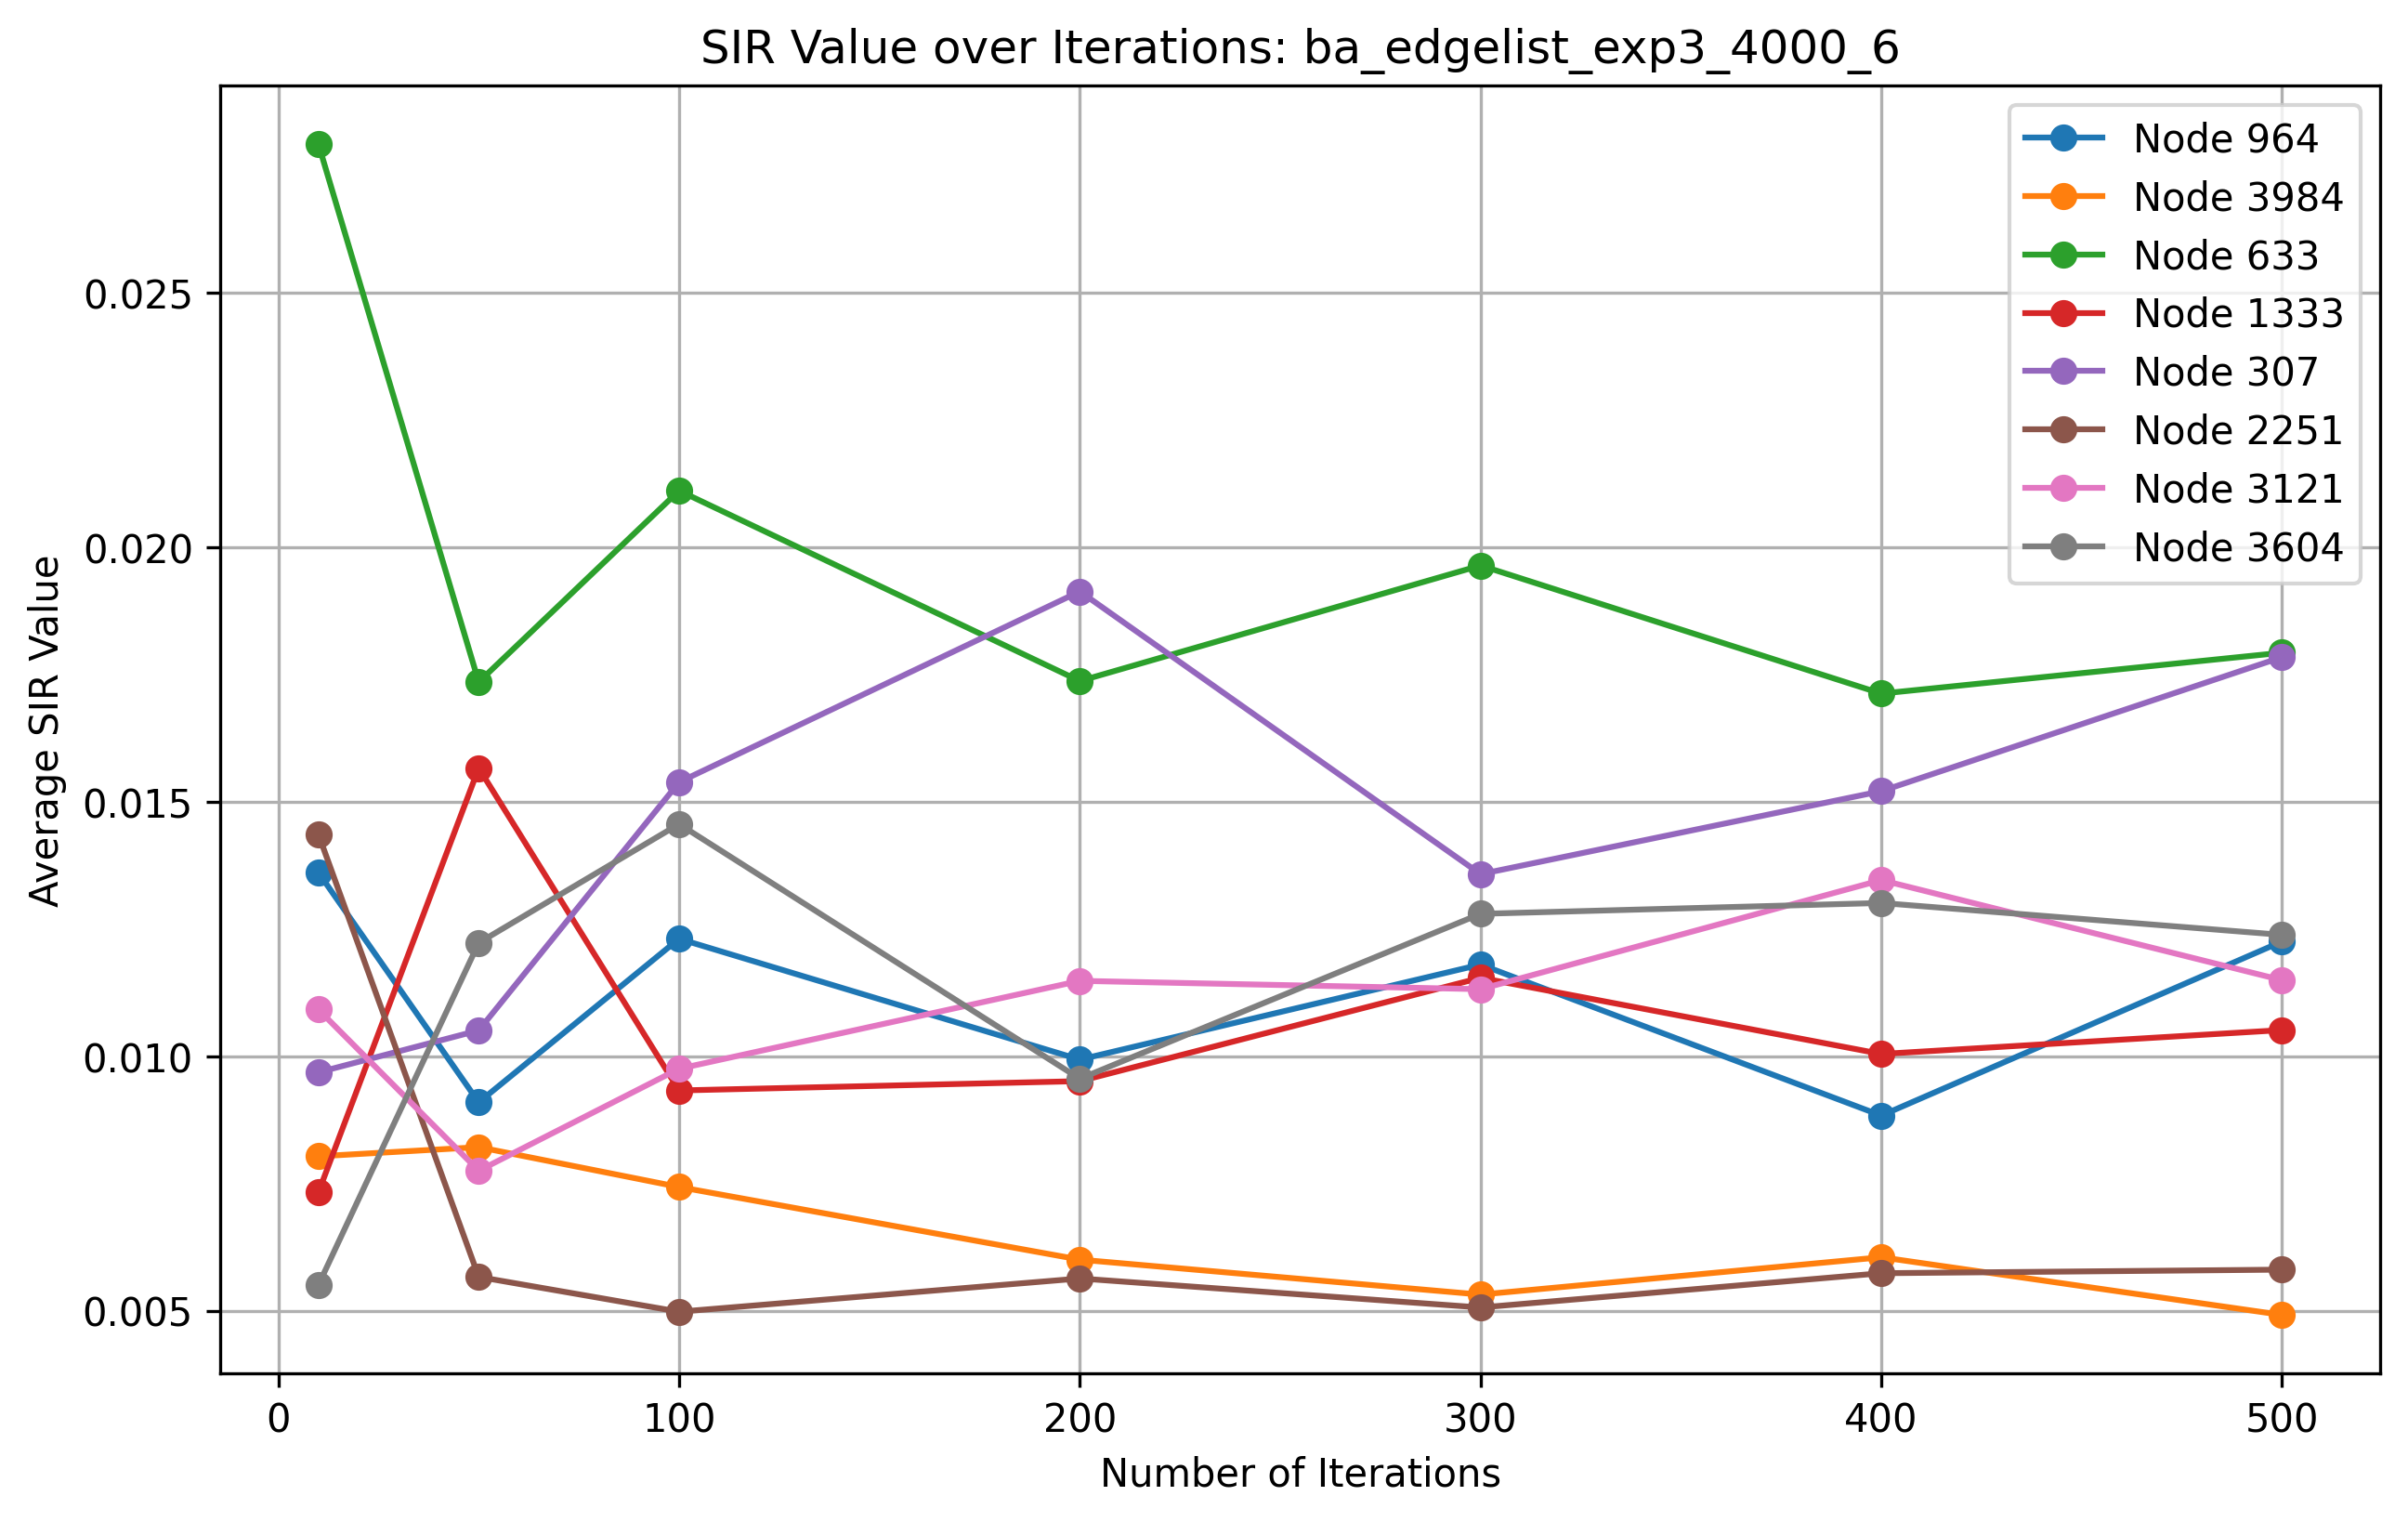 SIR Value over Iterations: ba_edgelist_exp3_4000_6
Node 964
Node 3984
Node 633
Node 1333
Node 307
Node 2251
Node 3121
Node 3604
Average SIR Value
0.025
0.020
0.015
0.010
0.005
0 100 200 300 400 500
Number of Iterations